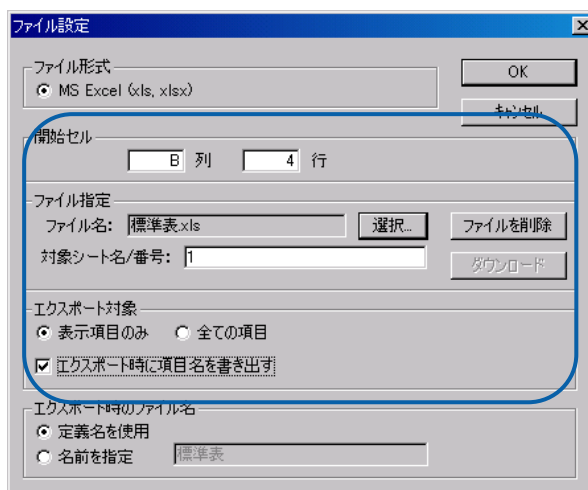 ファイル設定
ファイル形式
MS Excel (xls, xlsx)
OK
キャンセル
開始セル
B 列 4 行
ファイル指定
ファイル名: 標準表.xls 選択... ファイルを削除
対象シート名/番号: 1
ダウンロード
エクスポート対象
表示項目のみ 全ての項目
エクスポート時に項目名を書き出す
エクスポート時のファイル名
定義名を使用
名前を指定 標準表